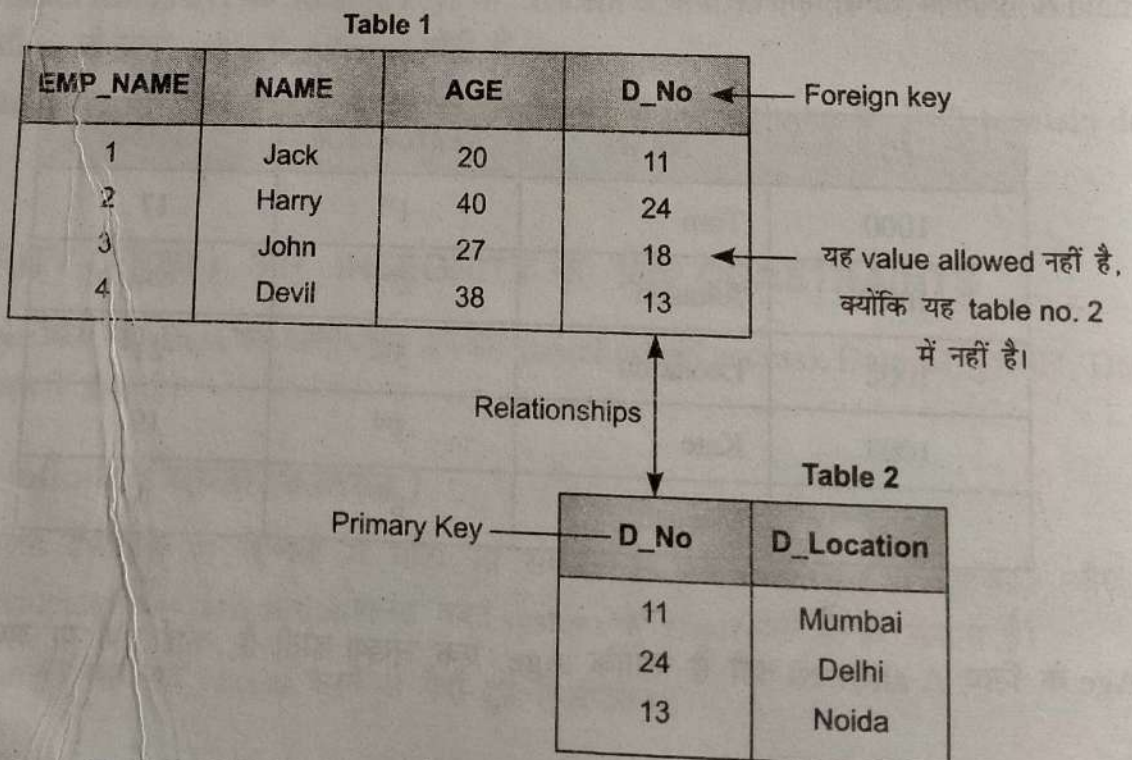 Table 1
EMP_NAME NAME AGE D_No Foreign key
1 Jack 20 11
2 Harry 40 24
3 John 27 18 यह value allowed नहीं है,
4 Devil 38 13 क्योंकि यह table no. 2
में नहीं है।
Relationships
Table 2
Primary Key D_No D_Location
11 Mumbai
24 Delhi
13 Noida